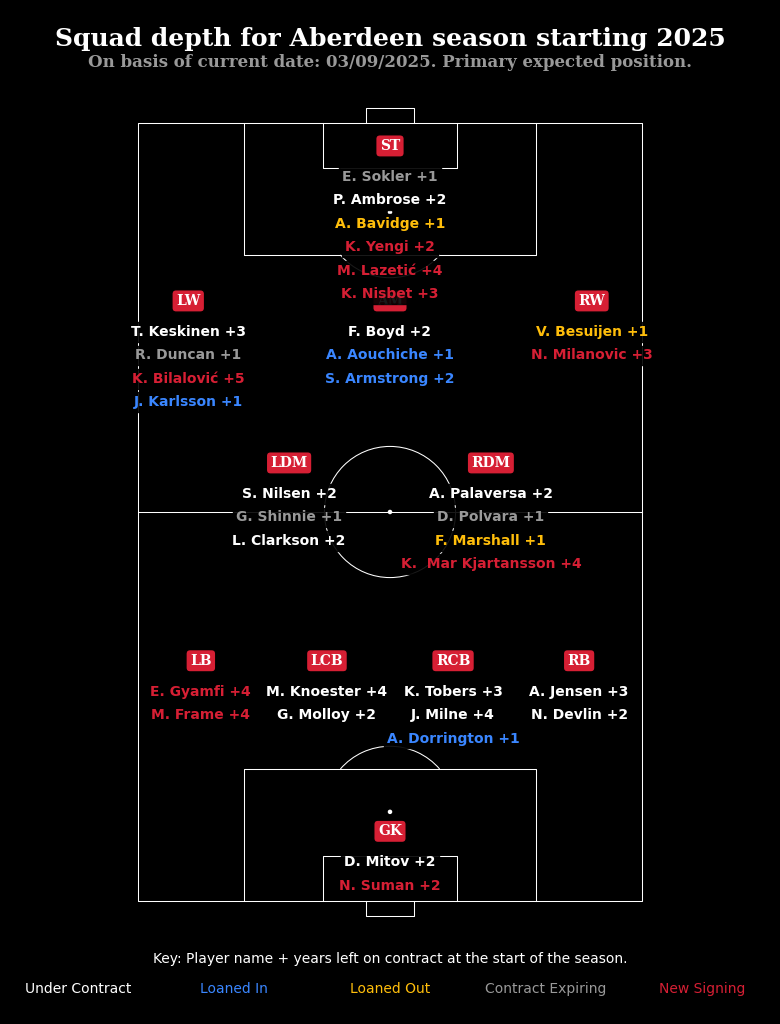 Squad depth for Aberdeen season starting 2025
On basis of current date: 03/09/2025. Primary expected position.
ST
E. Sokler +1
P. Ambrose +2
A. Bavidge +1
K. Yengi +2
M. Lazetić +4
K. Nisbet +3
LW
T. Keskinen +3
R. Duncan +1
K. Bilalović +5
J. Karlsson +1
F. Boyd +2
A. Aouchiche +1
S. Armstrong +2
RW
V. Besuijen +1
N. Milanovic +3
LDM
S. Nilsen +2
G. Shinnie +1
L. Clarkson +2
RDM
A. Palaversa +2
D. Polvara +1
F. Marshall +1
K.  Mar Kjartansson +4
LB
E. Gyamfi +4
M. Frame +4
LCB
M. Knoester +4
G. Molloy +2
RCB
K. Tobers +3
J. Milne +4
A. Dorrington +1
RB
A. Jensen +3
N. Devlin +2
GK
D. Mitov +2
N. Suman +2
Key: Player name + years left on contract at the start of the season.
Under Contract
Loaned In
Loaned Out
Contract Expiring
New Signing